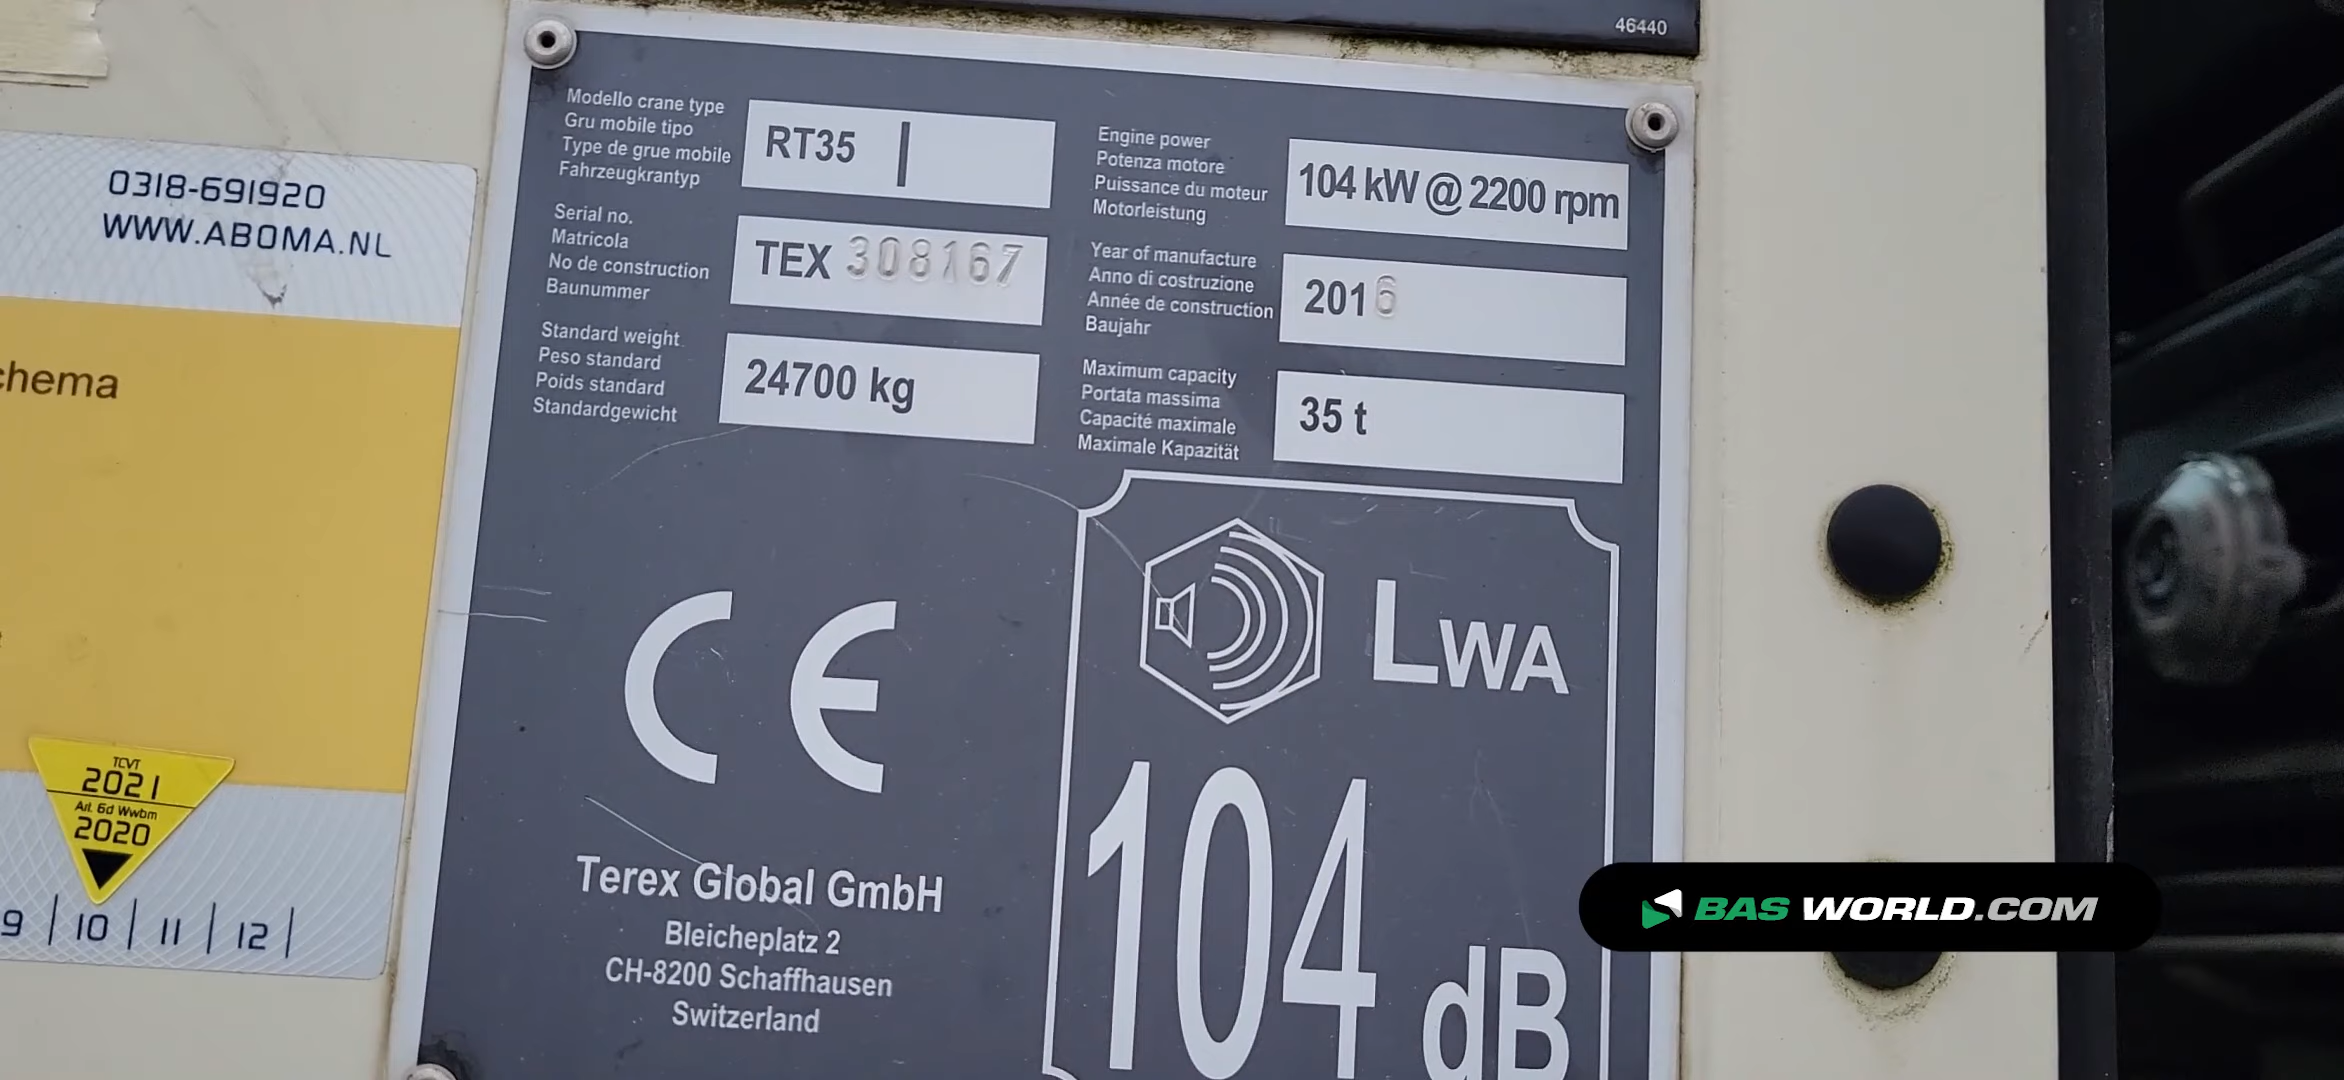 46440
0318-691920
WWW.ABOMA.NL
chema
TCVT
2021
Art. 6d Wwbm
2020
9 | 10 | 11 | 12 |
Modello crane type
Gru mobile tipo
Type de grue mobile
Fahrzeugkrantyp
RT35 |
Serial no.
Matricola
No de construction
Baunummer
TEX 308167
Standard weight
Peso standard
Poids standard
Standardgewicht
24700 kg
Engine power
Potenza motore
Puissance du moteur
Motorleistung
104 kW @ 2200 rpm
Year of manufacture
Anno di costruzione
Année de construction
Baujahr
2016
Maximum capacity
Portata massima
Capacité maximale
Maximale Kapazität
35 t
CE
Terex Global GmbH
Bleicheplatz 2
CH-8200 Schaffhausen
Switzerland
LWA
104 dB
BAS WORLD.COM